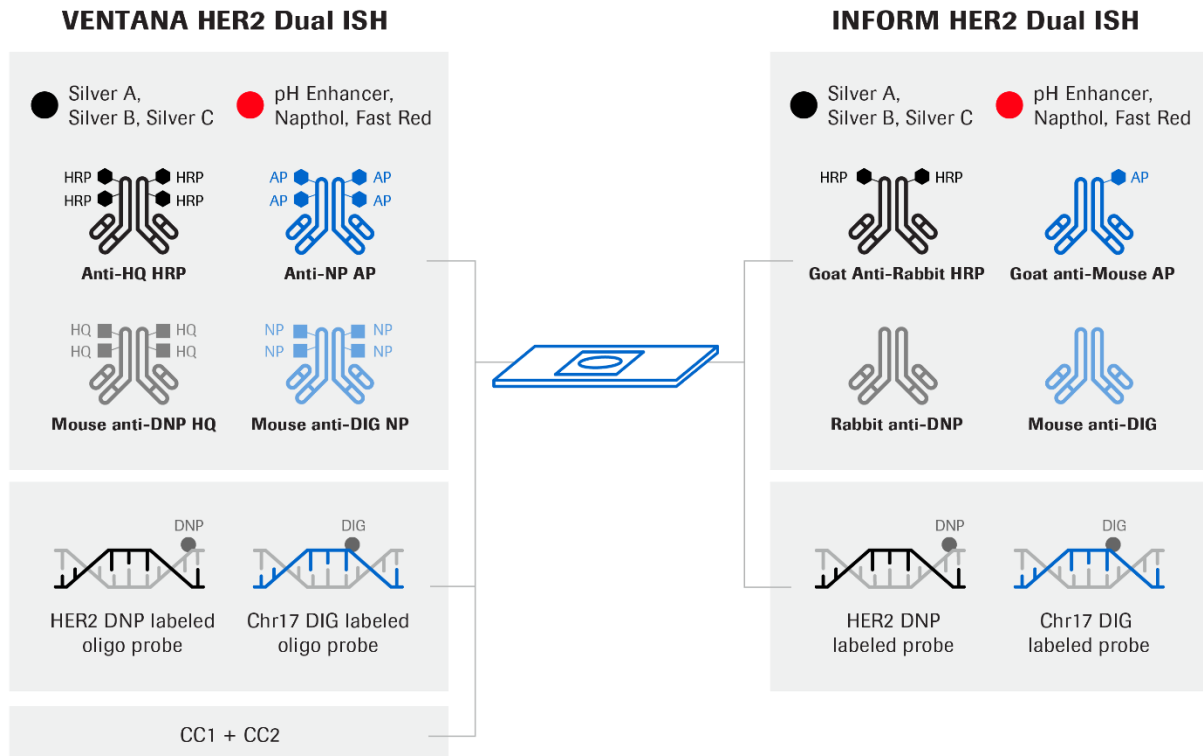 VENTANA HER2 Dual ISH
Silver A,
Silver B, Silver C
pH Enhancer,
Napthol, Fast Red
HRP
HRP
HRP
HRP
AP
AP
AP
AP
Anti-HQ HRP
Anti-NP AP
HQ
HQ
HQ
HQ
NP
NP
NP
NP
Mouse anti-DNP HQ
Mouse anti-DIG NP
DNP
DIG
HER2 DNP labeled
oligo probe
Chr17 DIG labeled
oligo probe
CC1 + CC2
INFORM HER2 Dual ISH
Silver A,
Silver B, Silver C
pH Enhancer,
Napthol, Fast Red
HRP
HRP
AP
Goat Anti-Rabbit HRP
Goat anti-Mouse AP
Rabbit anti-DNP
Mouse anti-DIG
DNP
DIG
HER2 DNP
labeled probe
Chr17 DIG
labeled probe